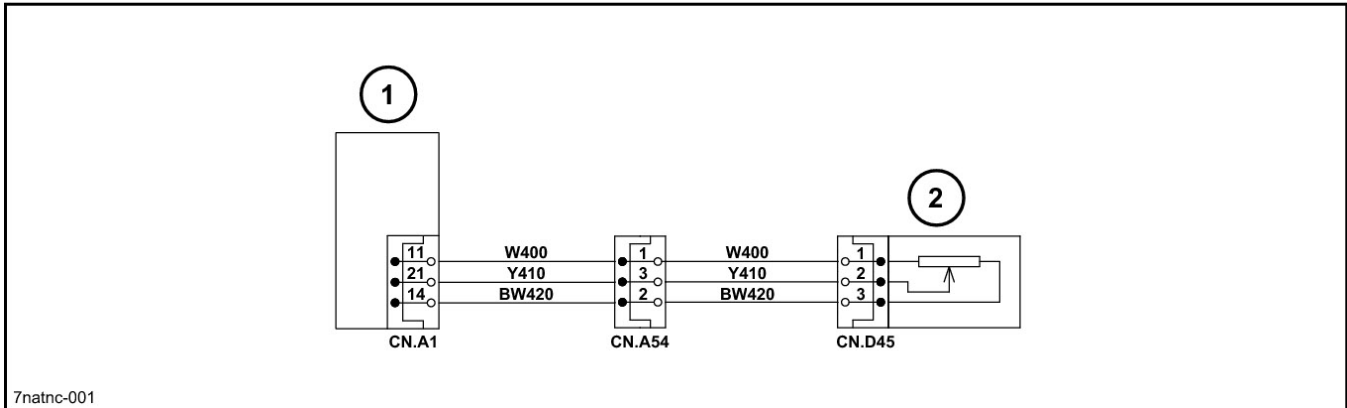 1
2
11 W400 1 W400 1
21 Y410 3 Y410 2
14 BW420 2 BW420 3
CN.A1 CN.A54 CN.D45
7natnc-001